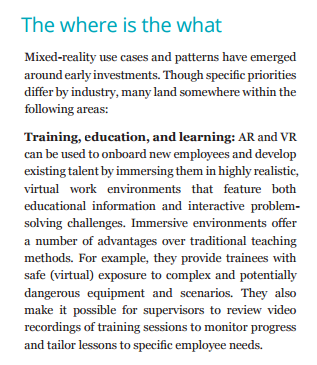 The where is the what
Mixed-reality use cases and patterns have emerged
around early investments. Though specific priorities
differ by industry, many land somewhere within the
following areas:
Training, education, and learning: AR and VR
can be used to onboard new employees and develop
existing talent by immersing them in highly realistic,
virtual work environments that feature both
educational information and interactive problem-
solving challenges. Immersive environments offer
a number of advantages over traditional teaching
methods. For example, they provide trainees with
safe (virtual) exposure to complex and potentially
dangerous equipment and scenarios. They also
make it possible for supervisors to review video
recordings of training sessions to monitor progress
and tailor lessons to specific employee needs.